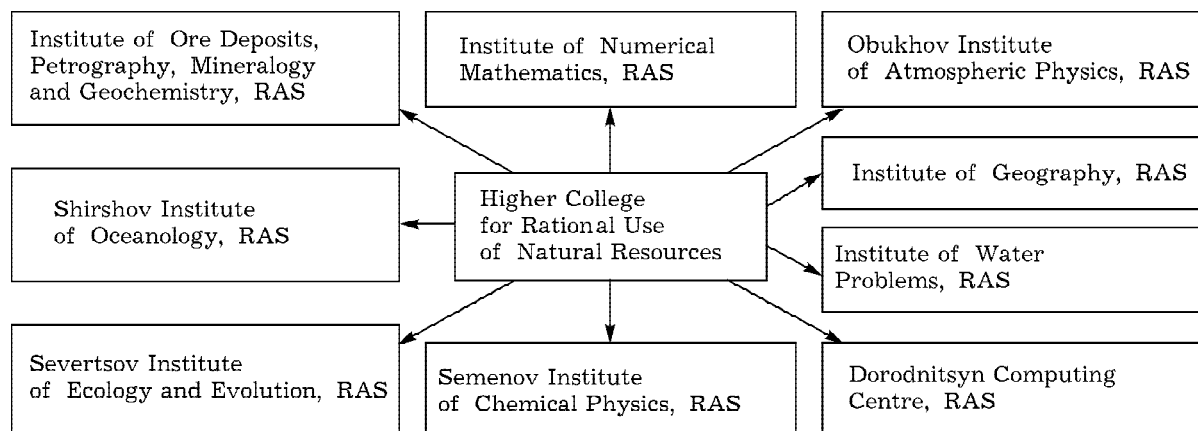 Institute of Ore Deposits,
Petrography, Mineralogy
and Geochemistry, RAS
Institute of Numerical
Mathematics, RAS
Obukhov Institute
of Atmospheric Physics, RAS
Shirshov Institute
of Oceanology, RAS
Higher College
for Rational Use
of Natural Resources
Institute of Geography, RAS
Institute of Water
Problems, RAS
Severtsov Institute
of Ecology and Evolution, RAS
Semenov Institute
of Chemical Physics, RAS
Dorodnitsyn Computing
Centre, RAS